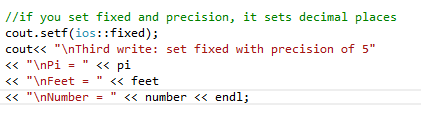 //if you set fixed and precision, it sets decimal places
cout.setf(ios::fixed);
cout<< "\nThird write: set fixed with precision of 5"
<< "\nPi = " << pi
<< "\nFeet = " << feet
<< "\nNumber = " << number << endl;